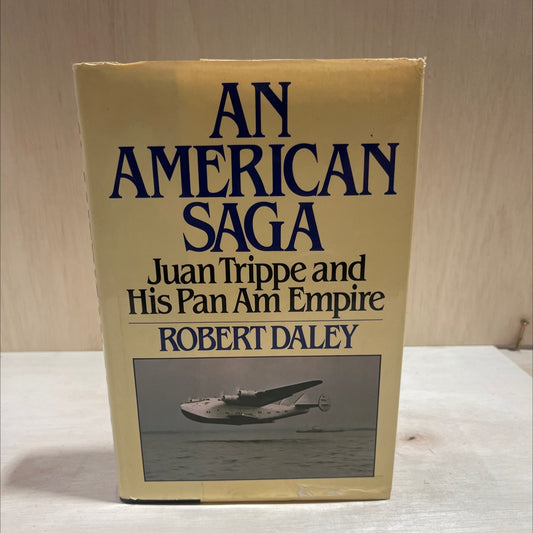 AN
AMERICAN
SAGA
Juan Trippe and
His Pan Am Empire
ROBERT DALEY